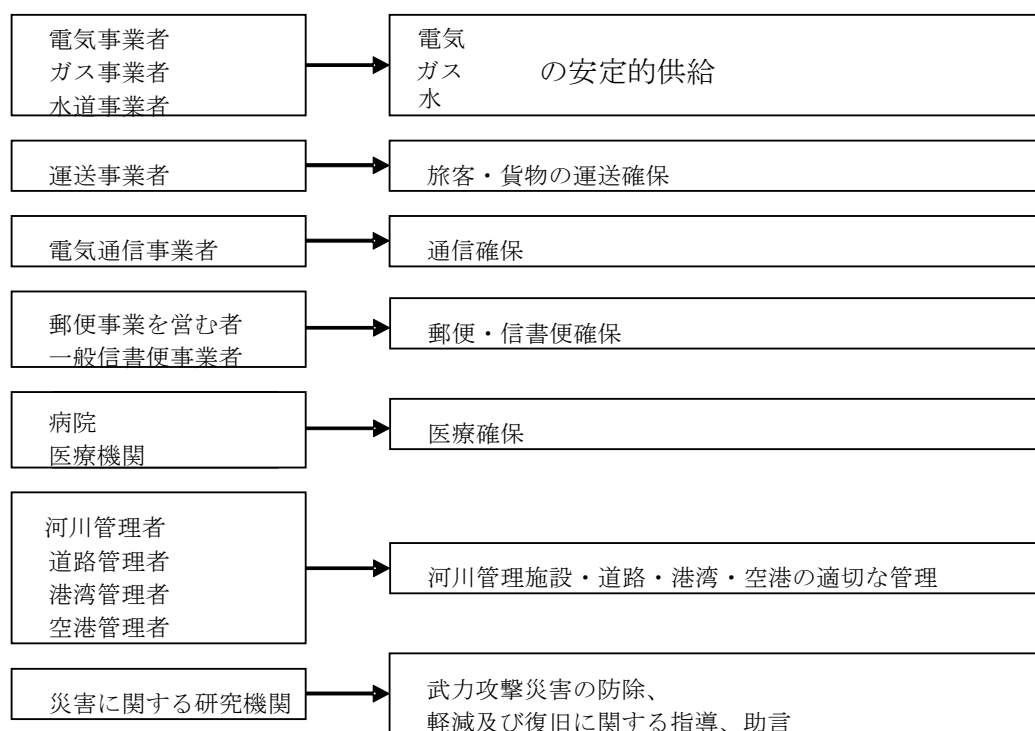 電気事業者
ガス事業者
水道事業者
電気
ガス
水
の安定的供給
運送事業者
旅客・貨物の運送確保
電気通信事業者
通信確保
郵便事業を営む者
一般信書便事業者
郵便・信書便確保
病院
医療機関
医療確保
河川管理者
道路管理者
港湾管理者
空港管理者
河川管理施設・道路・港湾・空港の適切な管理
災害に関する研究機関
武力攻撃災害の防除、
軽減及び復旧に関する指導、助言